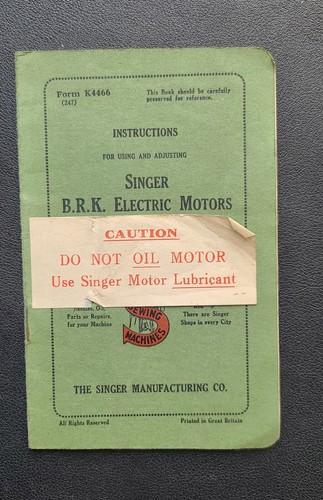 Form K4466
(247)
This Book should be carefully
preserved for reference.
INSTRUCTIONS
FOR USING AND ADJUSTING
SINGER
B.R.K. ELECTRIC MOTORS
CAUTION
DO NOT OIL MOTOR
Use Singer Motor Lubricant
Needles, Oil,
Parts or Repairs,
for your Machine
SEWING
MACHINES
There are Singer
Shops in every City
THE SINGER MANUFACTURING CO.
All Rights Reserved
Printed in Great Britain